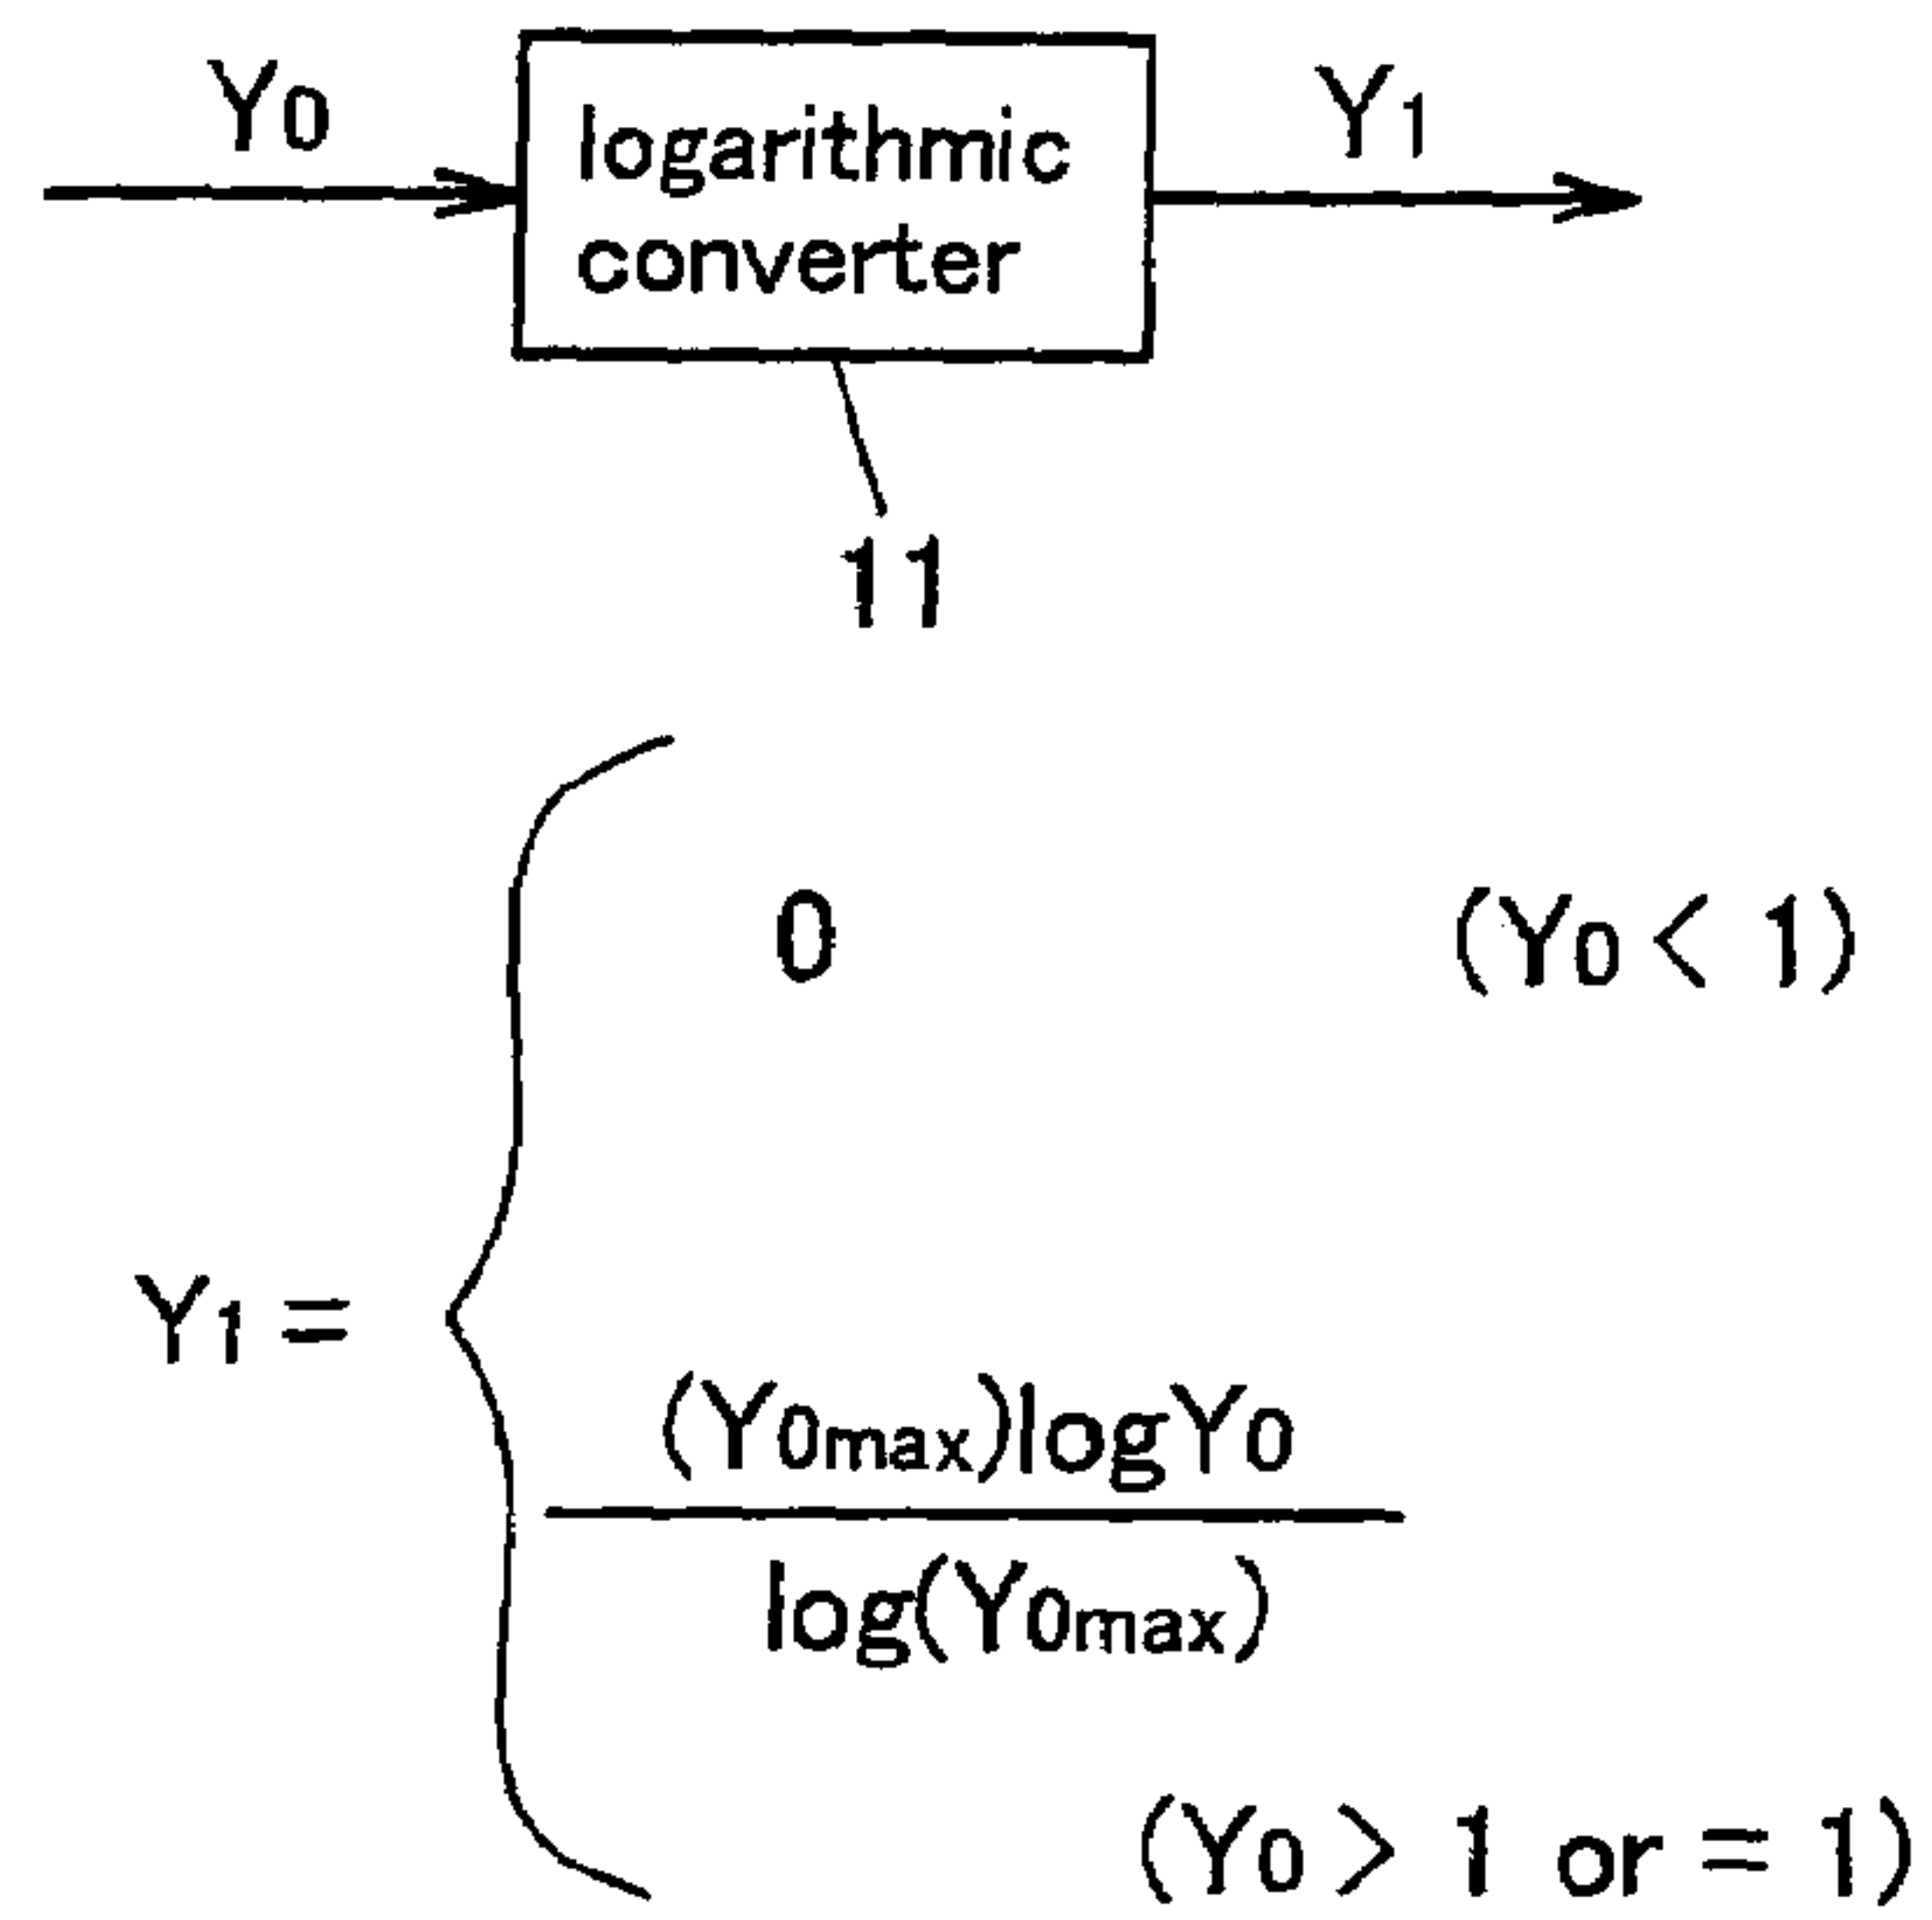 Y0
logarithmic
converter
Y1
11
0 (Y0 < 1)
Y1 =
(Y0max)logY0
log(Y0max)
(Y0 > 1 or = 1)